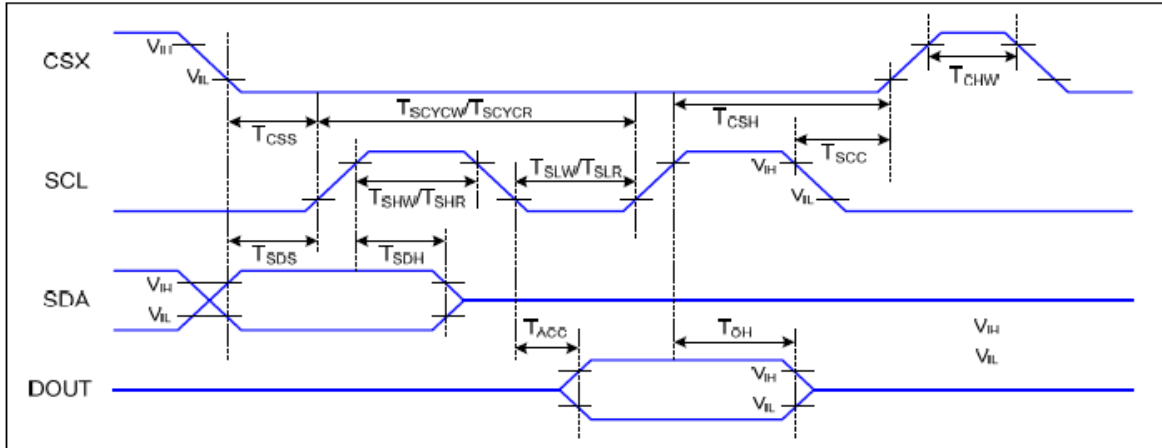 CSX
VIH
VIL
TCHW
TCSS
TSCYCW/TSCYCR
TCSH
TSCC
SCL
TSHW/TSHR
TSLW/TSLR
VIH
VIL
TSDS
TSDH
SDA
VIH
VIL
TACC
TOH
VIH
VIL
DOUT
VIH
VIL